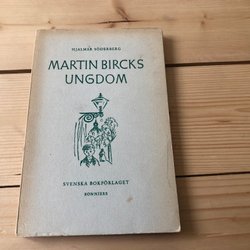 HJALMAR SÖDERBERG
MARTIN BIRCKS
UNGDOM
SVENSKA BOKFÖRLAGET
BONNIERS